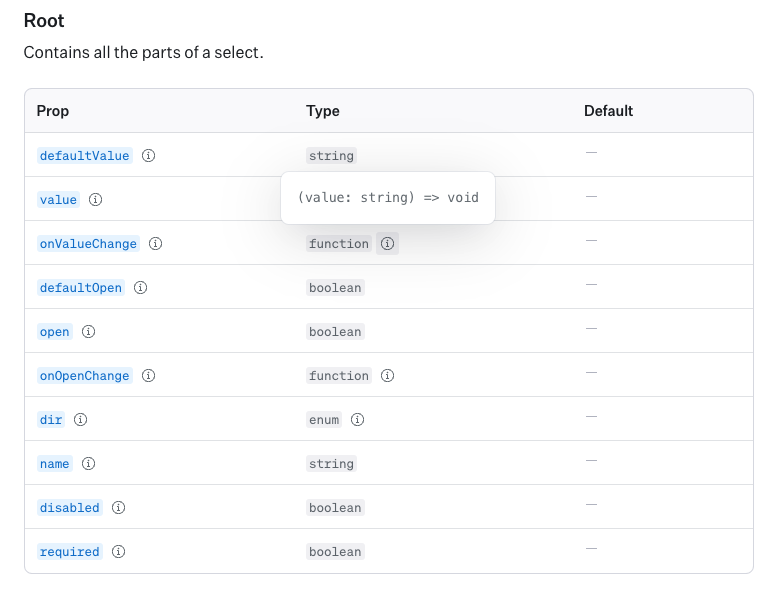 Root
Contains all the parts of a select.
Prop Type Default
defaultValue string —
(value: string) => void
value —
onValueChange function —
defaultOpen boolean —
open boolean —
onOpenChange function —
dir enum —
name string —
disabled boolean —
required boolean —